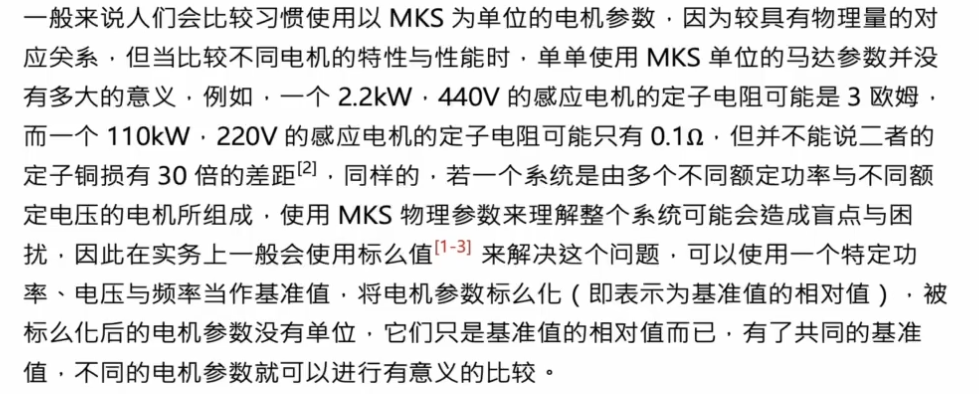 一般来说人们会比较习惯使用以 MKS 为单位的电机参数，因为较具有物理量的对
应关系，但当比较不同电机的特性与性能时，单单使用 MKS 单位的马达参数并没
有多大的意义，例如，一个 2.2kW，440V 的感应电机的定子电阻可能是 3 欧姆，
而一个 110kW，220V 的感应电机的定子电阻可能只有 0.1Ω，但并不能说二者的
定子铜损有 30 倍的差距[2]，同样的，若一个系统是由多个不同额定功率与不同额
定电压的电机所组成，使用 MKS 物理参数来理解整个系统可能会造成盲点与困
扰，因此在实务上一般会使用标么值[1-3] 来解决这个问题，可以使用一个特定功
率、电压与频率当作基准值，将电机参数标么化（即表示为基准值的相对值），被
标么化后的电机参数没有单位，它们只是基准值的相对值而已，有了共同的基准
值，不同的电机参数就可以进行有意义的比较。